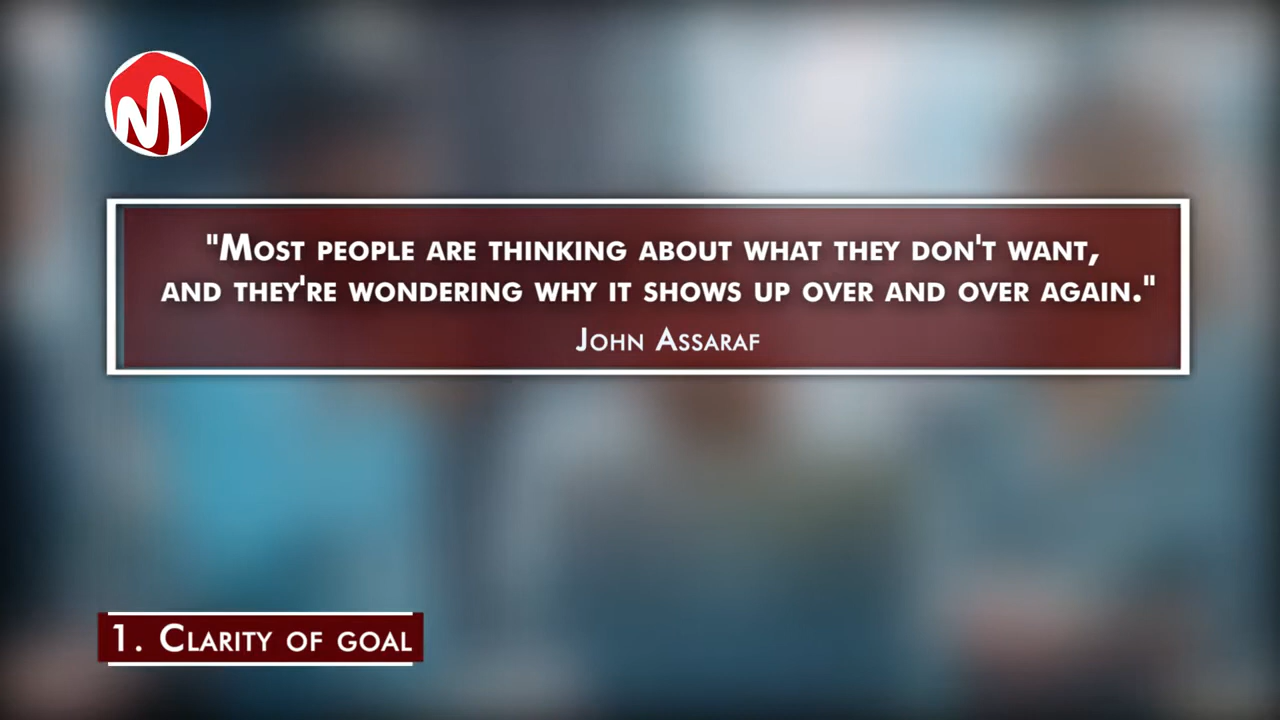 "Most people are thinking about what they don't want,
and they're wondering why it shows up over and over again."
John Assaraf
1. Clarity of goal